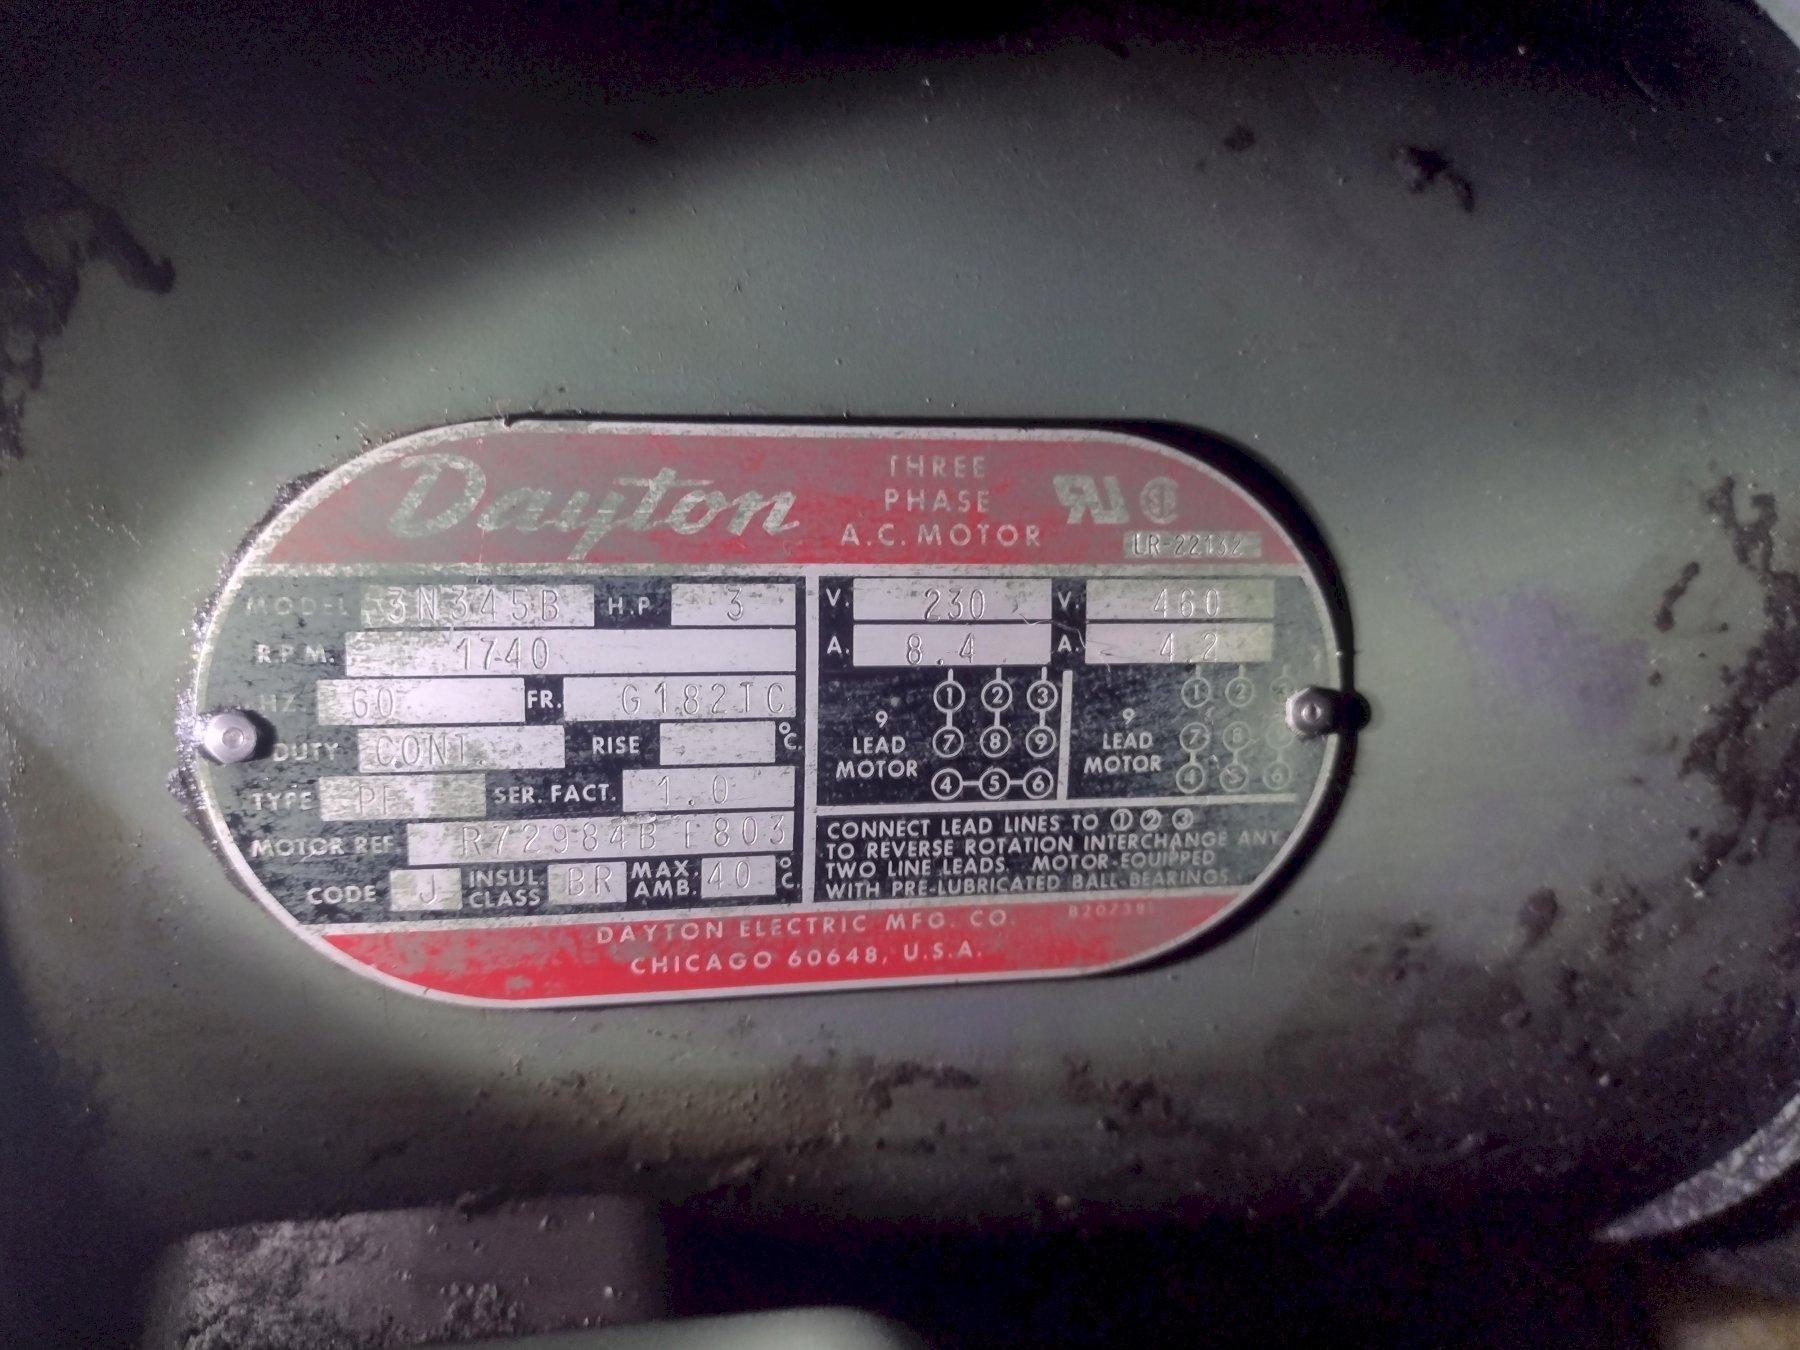 Dayton
THREE
PHASE
A.C. MOTOR
LR-22132
MODEL 3N345B H.P. 3
R.P.M. 1740
HZ 60 FR. G182TC
DUTY CONT. RISE °C.
TYPE SER. FACT. 1.0
MOTOR REF R72984B 803
CODE J INSUL. CLASS BR MAX. AMB. 40 °C.
V. 230 V. 460
A. 8.4 A. 4.2
1 2 3
7 8 9
4-5-6
9
LEAD
MOTOR
1 2
7 8
4 5 6
9
LEAD
MOTOR
CONNECT LEAD LINES TO 1 2 3
TO REVERSE ROTATION INTERCHANGE ANY
TWO LINE LEADS. MOTOR EQUIPPED
WITH PRE-LUBRICATED BALL-BEARINGS.
DAYTON ELECTRIC MFG. CO.
CHICAGO 60648, U.S.A.